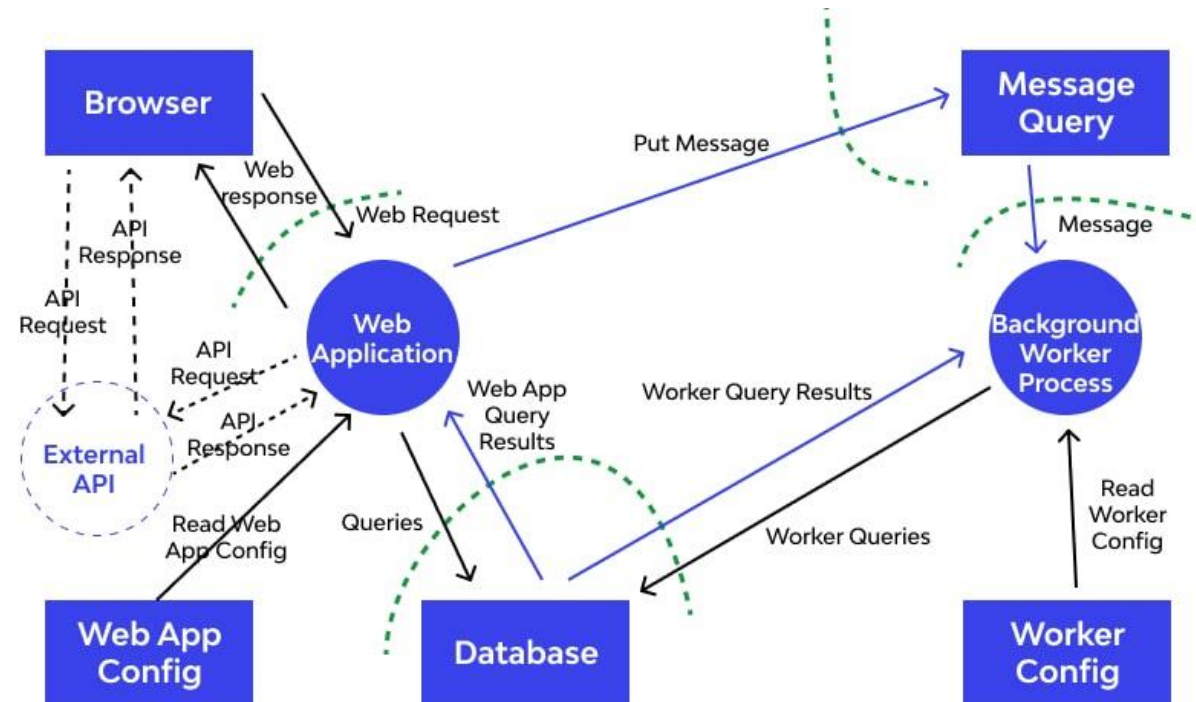 Browser
Message
Query
Put Message
Web
response
Web Request
API
Response
Message
API
Request
Web
Application
Background
Worker
Process
API
Request
Web App
Query
Results
Worker Query Results
API
Response
External
API
Read Web
App Config
Queries
Worker Queries
Read
Worker
Config
Web App
Config
Database
Worker
Config